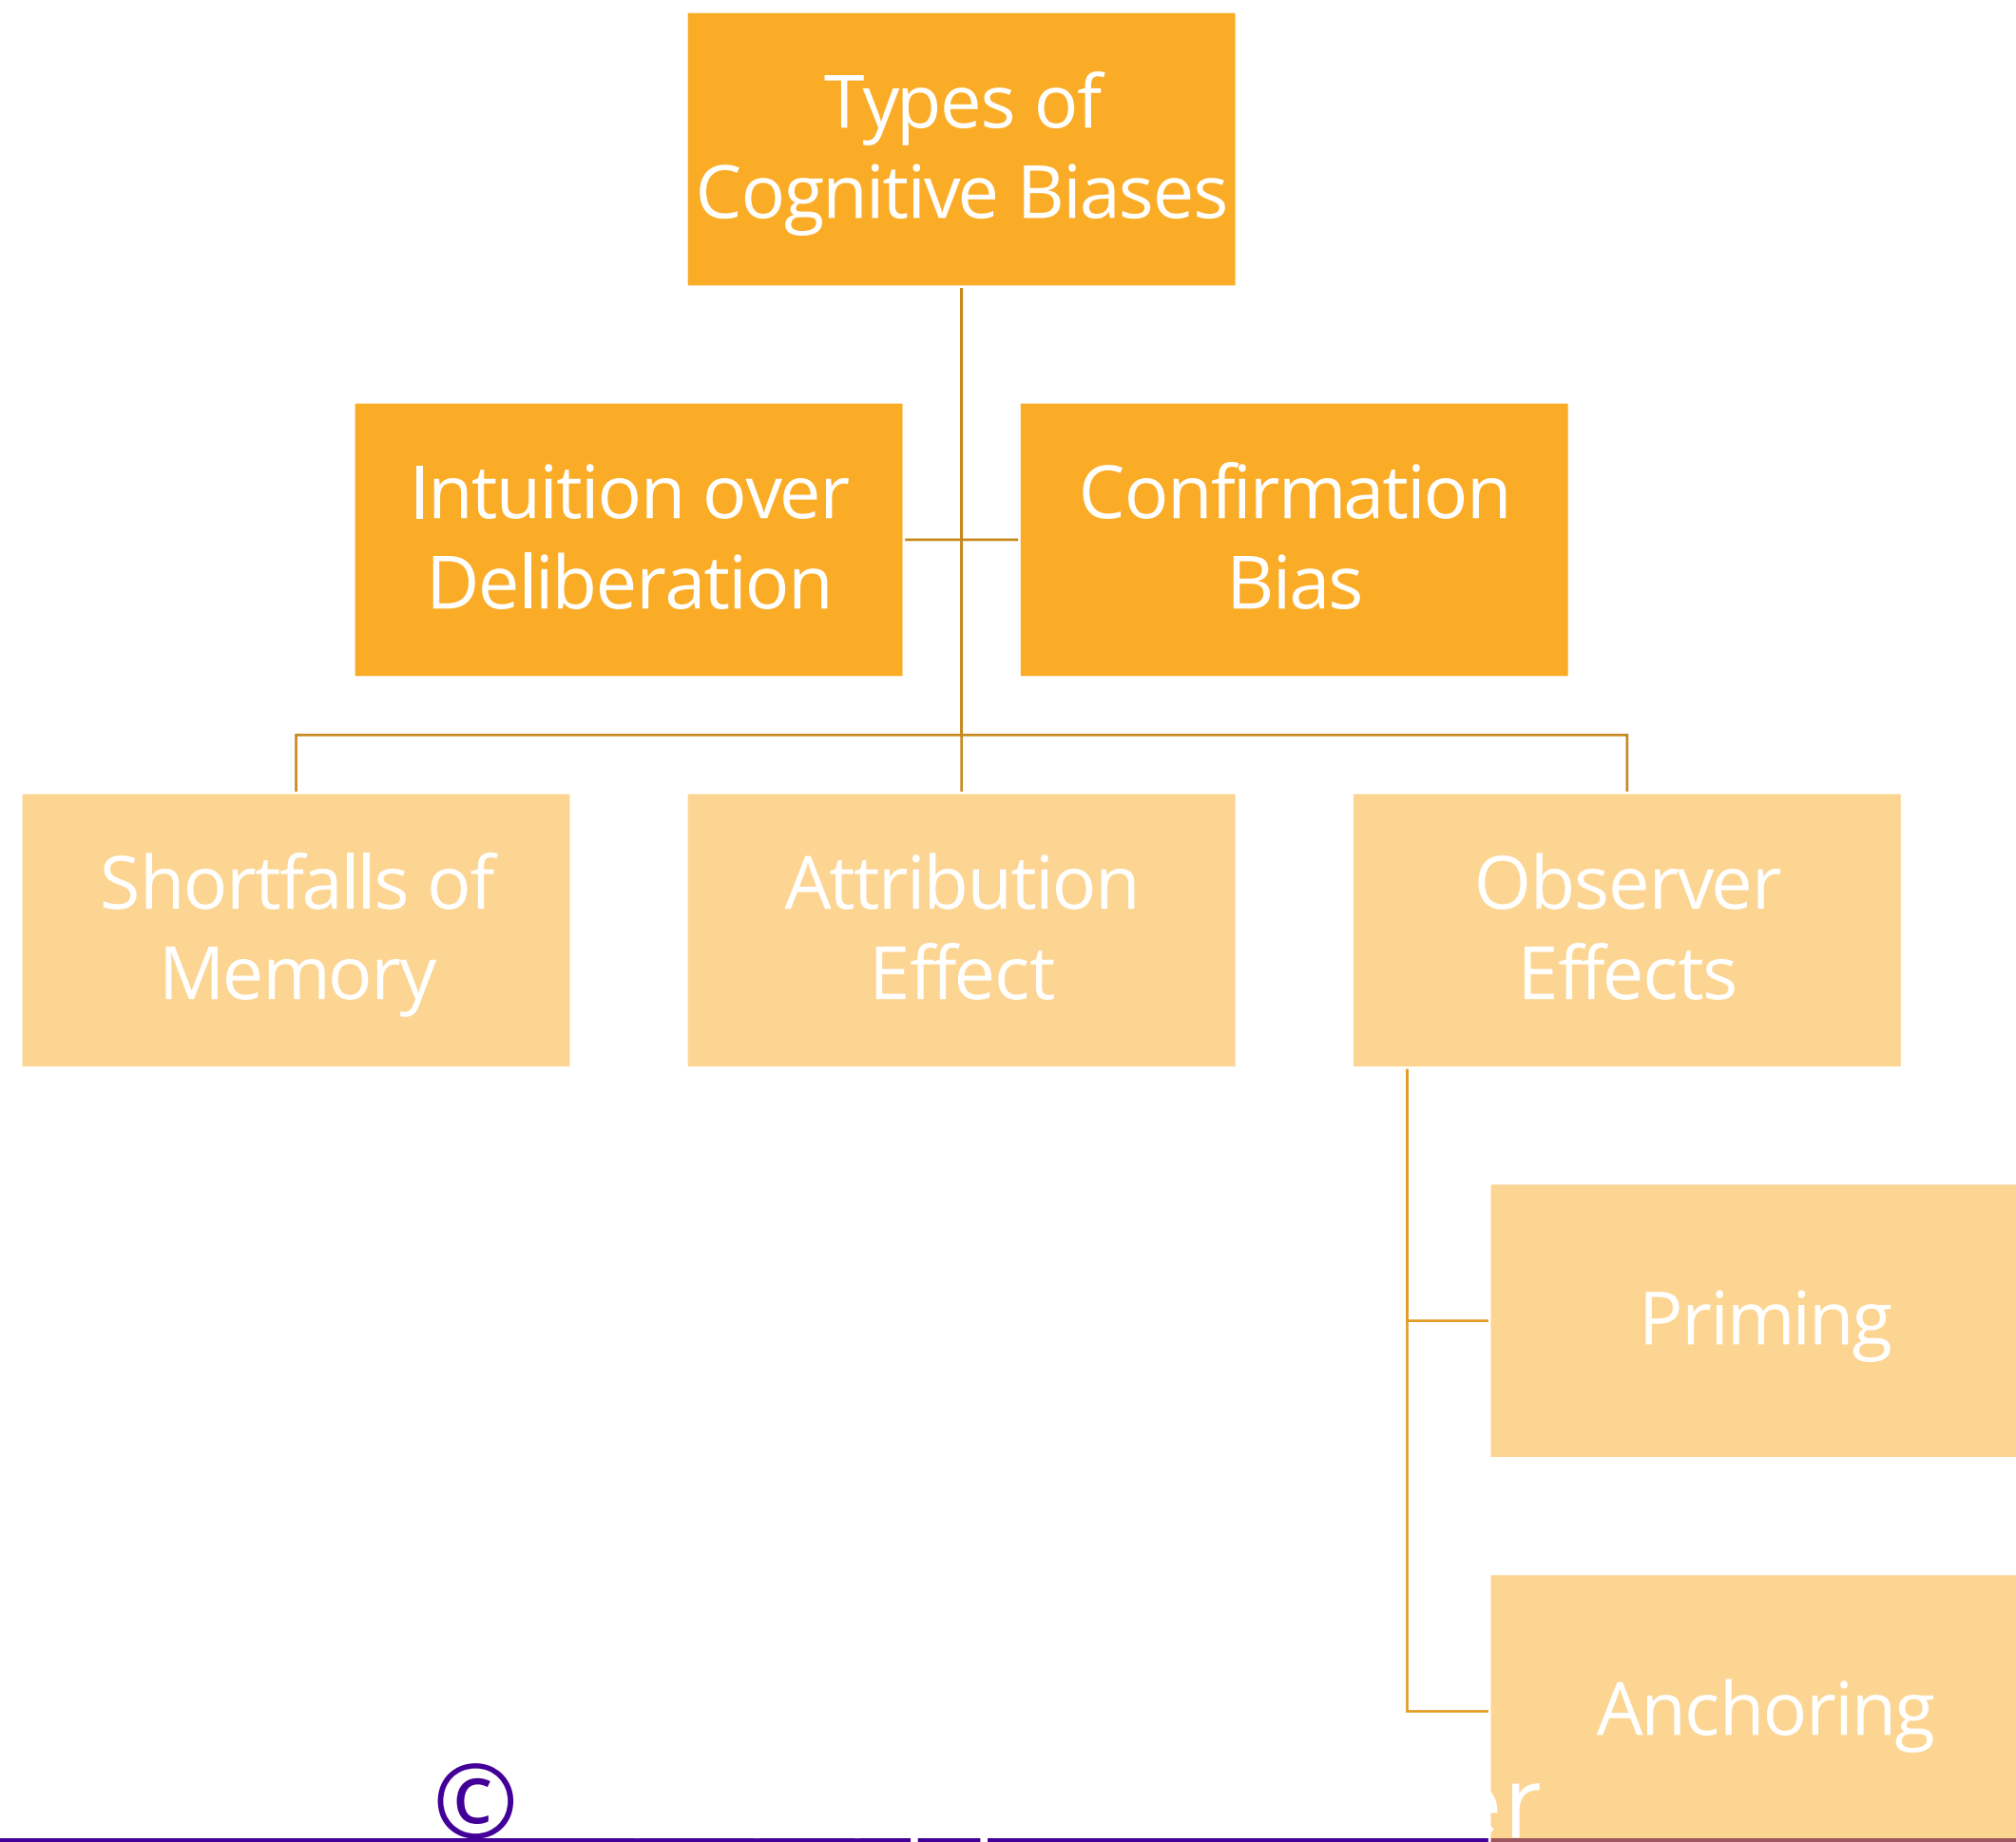 Types of
Cognitive Biases
Intuition over
Deliberation
Confirmation
Bias
Shortfalls of
Memory
Attribution
Effect
Observer
Effects
Priming
Anchoring
©